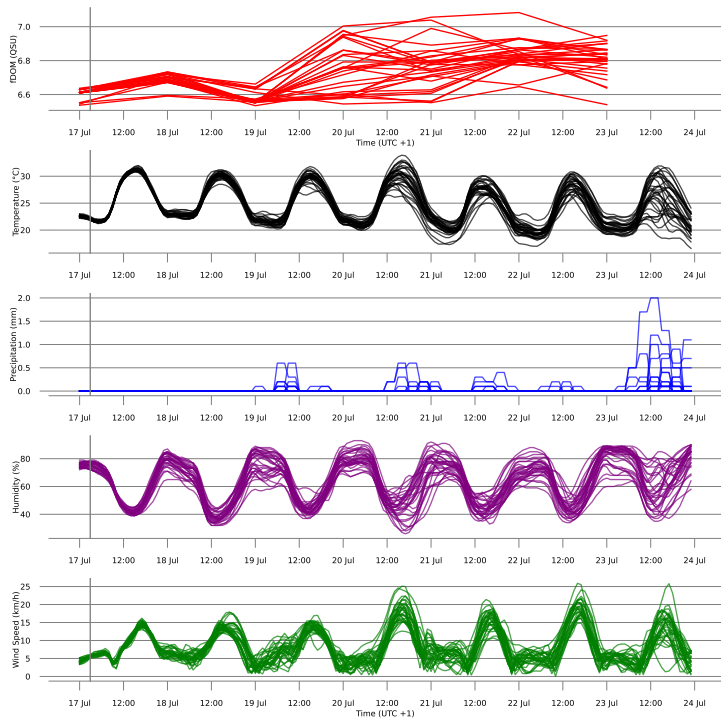 fDOM (QSU)
7.0
6.8
6.6
17 Jul 12:00 18 Jul 12:00 19 Jul 12:00 20 Jul 12:00 21 Jul 12:00 22 Jul 12:00 23 Jul 12:00 24 Jul
Time (UTC +1)
Temperature (°C)
30
25
20
17 Jul 12:00 18 Jul 12:00 19 Jul 12:00 20 Jul 12:00 21 Jul 12:00 22 Jul 12:00 23 Jul 12:00 24 Jul
Precipitation (mm)
2.0
1.5
1.0
0.5
0.0
17 Jul 12:00 18 Jul 12:00 19 Jul 12:00 20 Jul 12:00 21 Jul 12:00 22 Jul 12:00 23 Jul 12:00 24 Jul
Humidity (%)
80
60
40
17 Jul 12:00 18 Jul 12:00 19 Jul 12:00 20 Jul 12:00 21 Jul 12:00 22 Jul 12:00 23 Jul 12:00 24 Jul
Wind Speed (km/h)
25
20
15
10
5
0
17 Jul 12:00 18 Jul 12:00 19 Jul 12:00 20 Jul 12:00 21 Jul 12:00 22 Jul 12:00 23 Jul 12:00 24 Jul
Time (UTC +1)